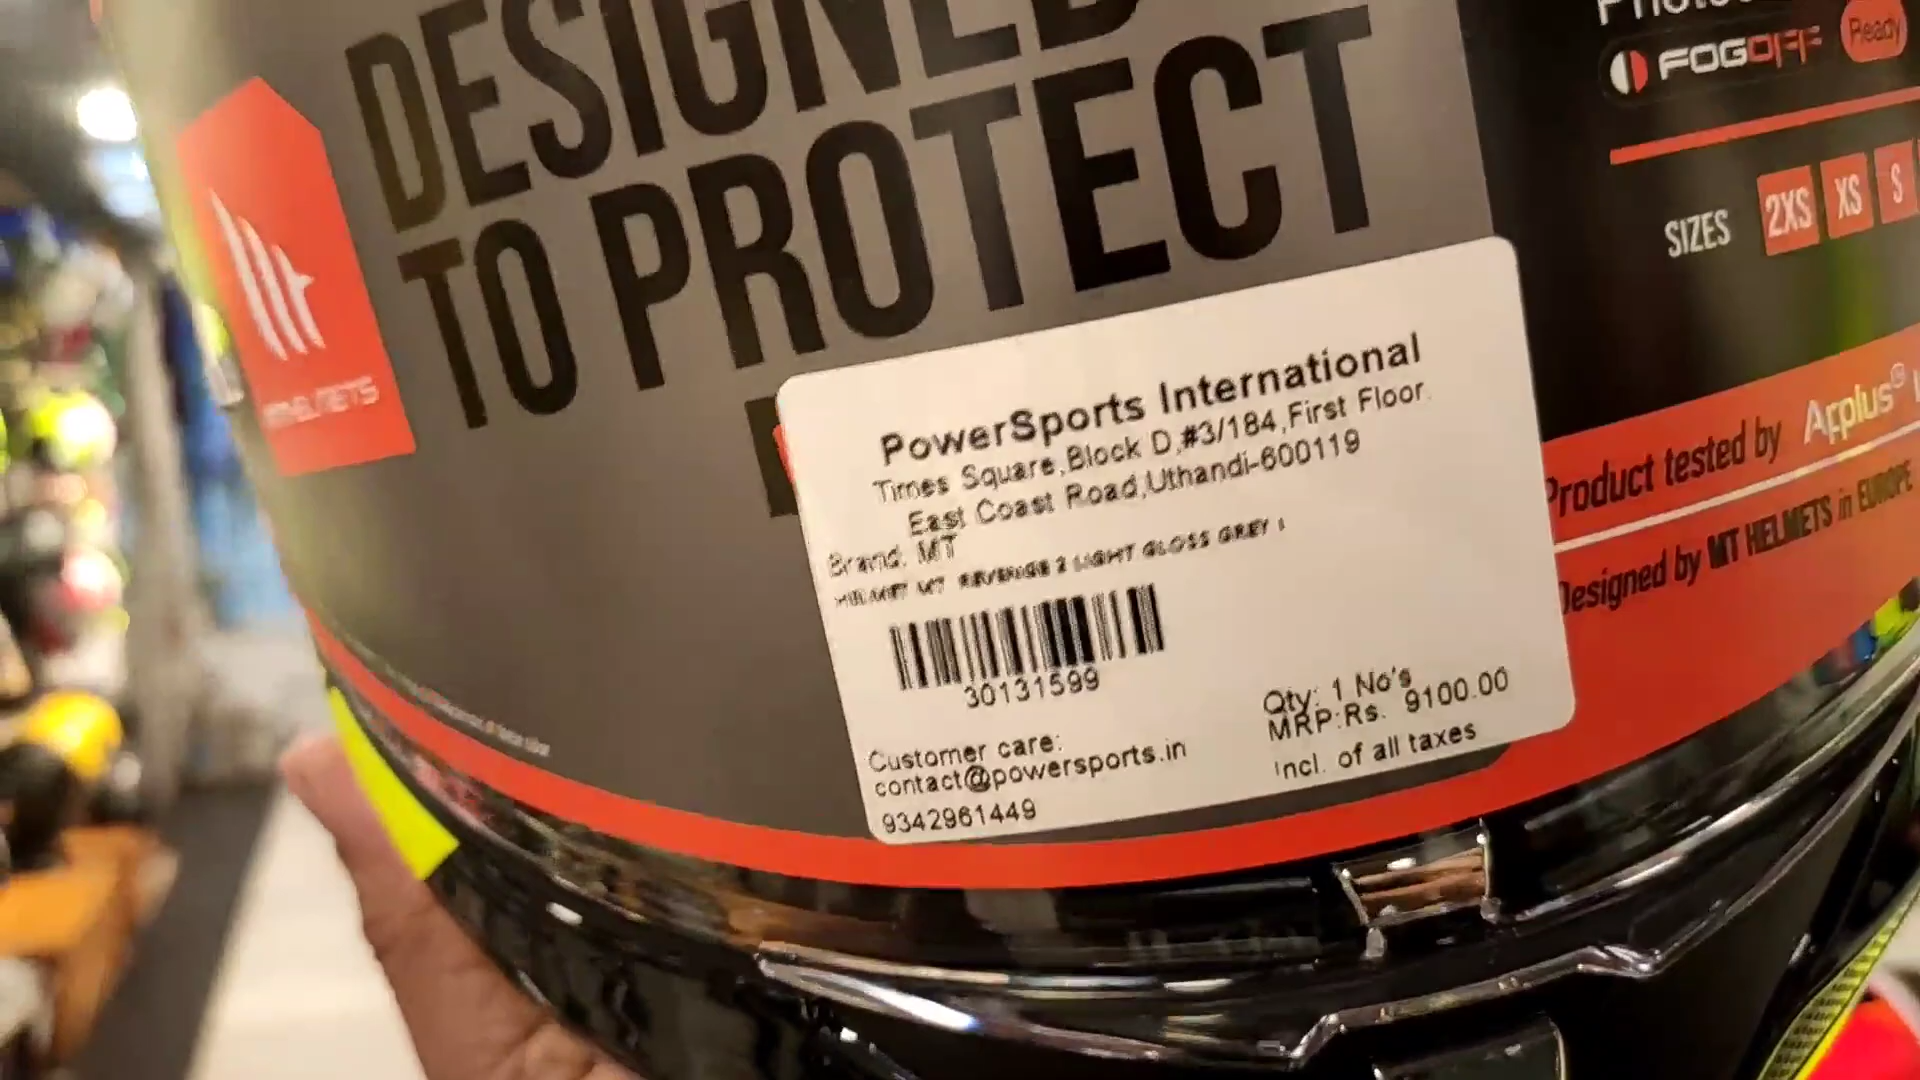 DESIGNED
TO PROTECT
MT HELMETS
FOGOFF Ready
SIZES 2XS XS S
PowerSports International
Times Square,Block D,#3/184,First Floor,
East Coast Road,Uthandi-600119
Brand: MT
HELMET MT REVENGE 2 LIGHT GLOSS GREY
30131599
Qty: 1 No's
MRP:Rs. 9100.00
Incl. of all taxes
Customer care:
contact@powersports.in
9342961449
Product tested by Applus
Designed by MT HELMETS in EUROPE